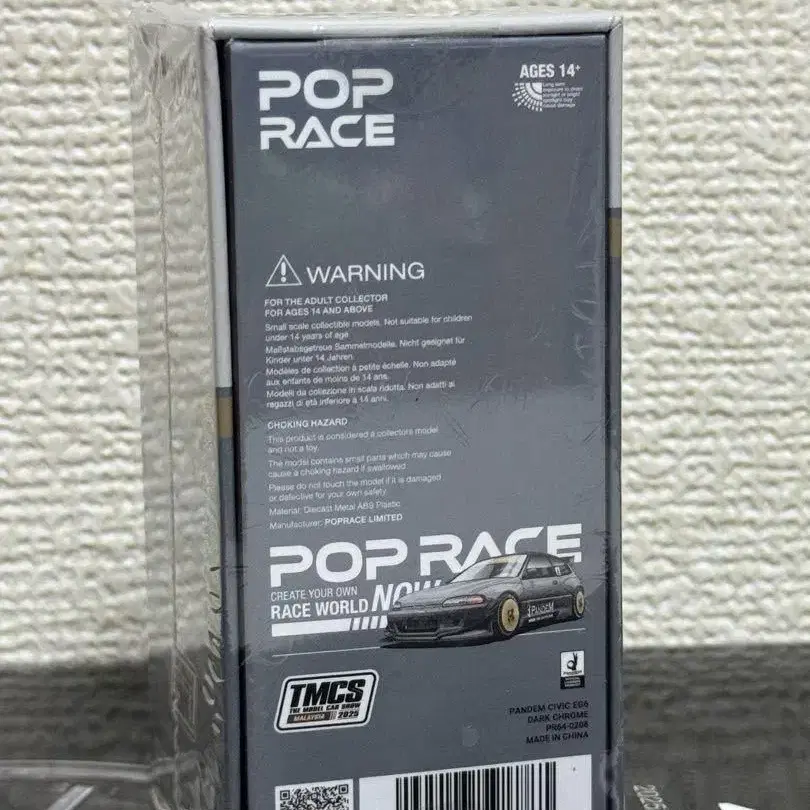 POP
RACE
AGES 14+
WARNING
FOR THE ADULT COLLECTOR
FOR AGES 14 AND ABOVE
Small scale collectible models. Not suitable for children
under 14 years of age
Maßstabsgetreue Sammelmodelle. Nicht geeignet für
Kinder unter 14 Jahren
Modèles de collection à petite échelle. Non adapté
aux enfants de moins de 14 ans.
Modelli da collezione in scala ridotta. Non adatti ai
ragazzi di età inferiore a 14 anni.
CHOKING HAZARD
This product is considered a collectors model
and not a toy.
The model contains small parts which may cause
cause a choking hazard if swallowed
Please do not touch the model if it is damaged
or defective for your own safety
Material: Diecast Metal ABS Plastic
Manufacturer: POPRACE LIMITED
POP RACE
CREATE YOUR OWN
RACE WORLD NOW
PANDEM
TMCS
THE MODEL CAR SHOW
MALAYSIA 2025
PANDEM CIVIC EG6
DARK CHROME
PR64-0208
MADE IN CHINA